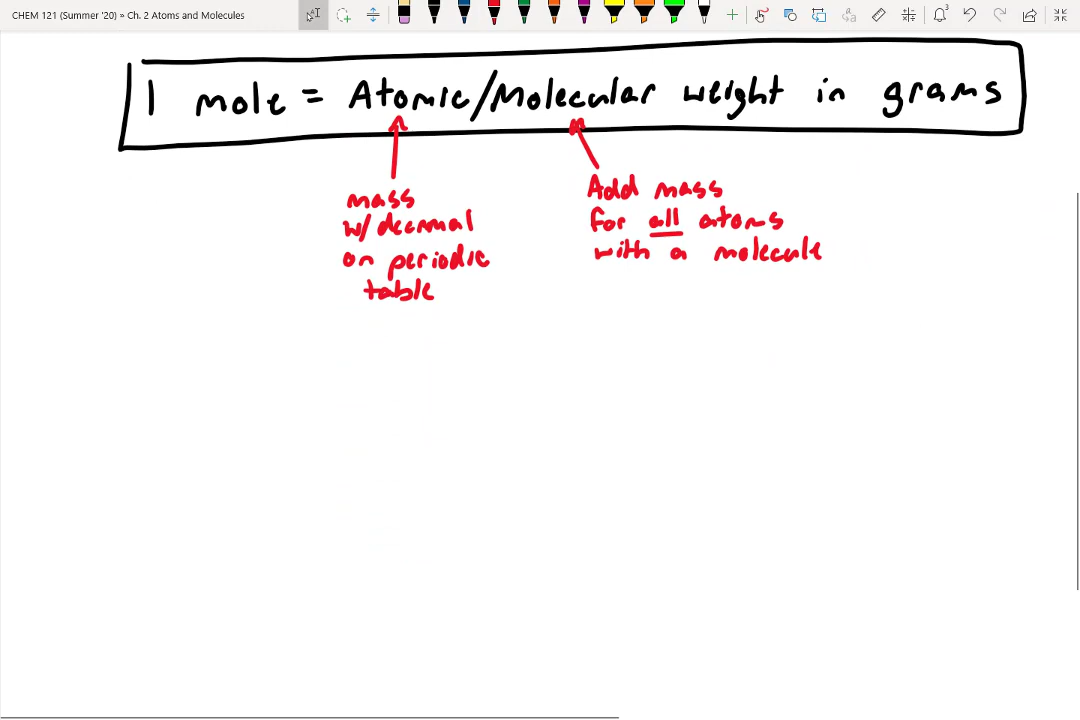 CHEM 121 (Summer '20) » Ch. 2 Atoms and Molecules
1 mole = Atomic/Molecular weight in grams
mass
w/ decimal
on periodic
table
Add mass
for all atoms
with a molecule